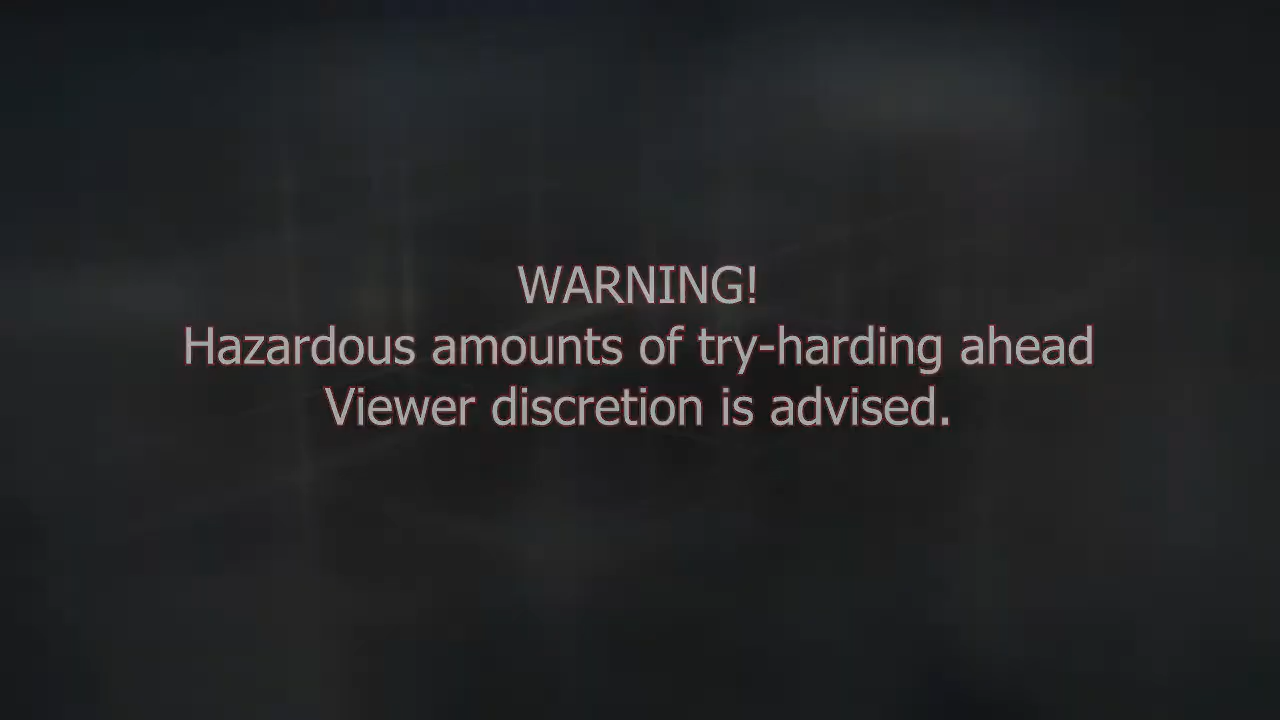 WARNING!
Hazardous amounts of try-harding ahead
Viewer discretion is advised.